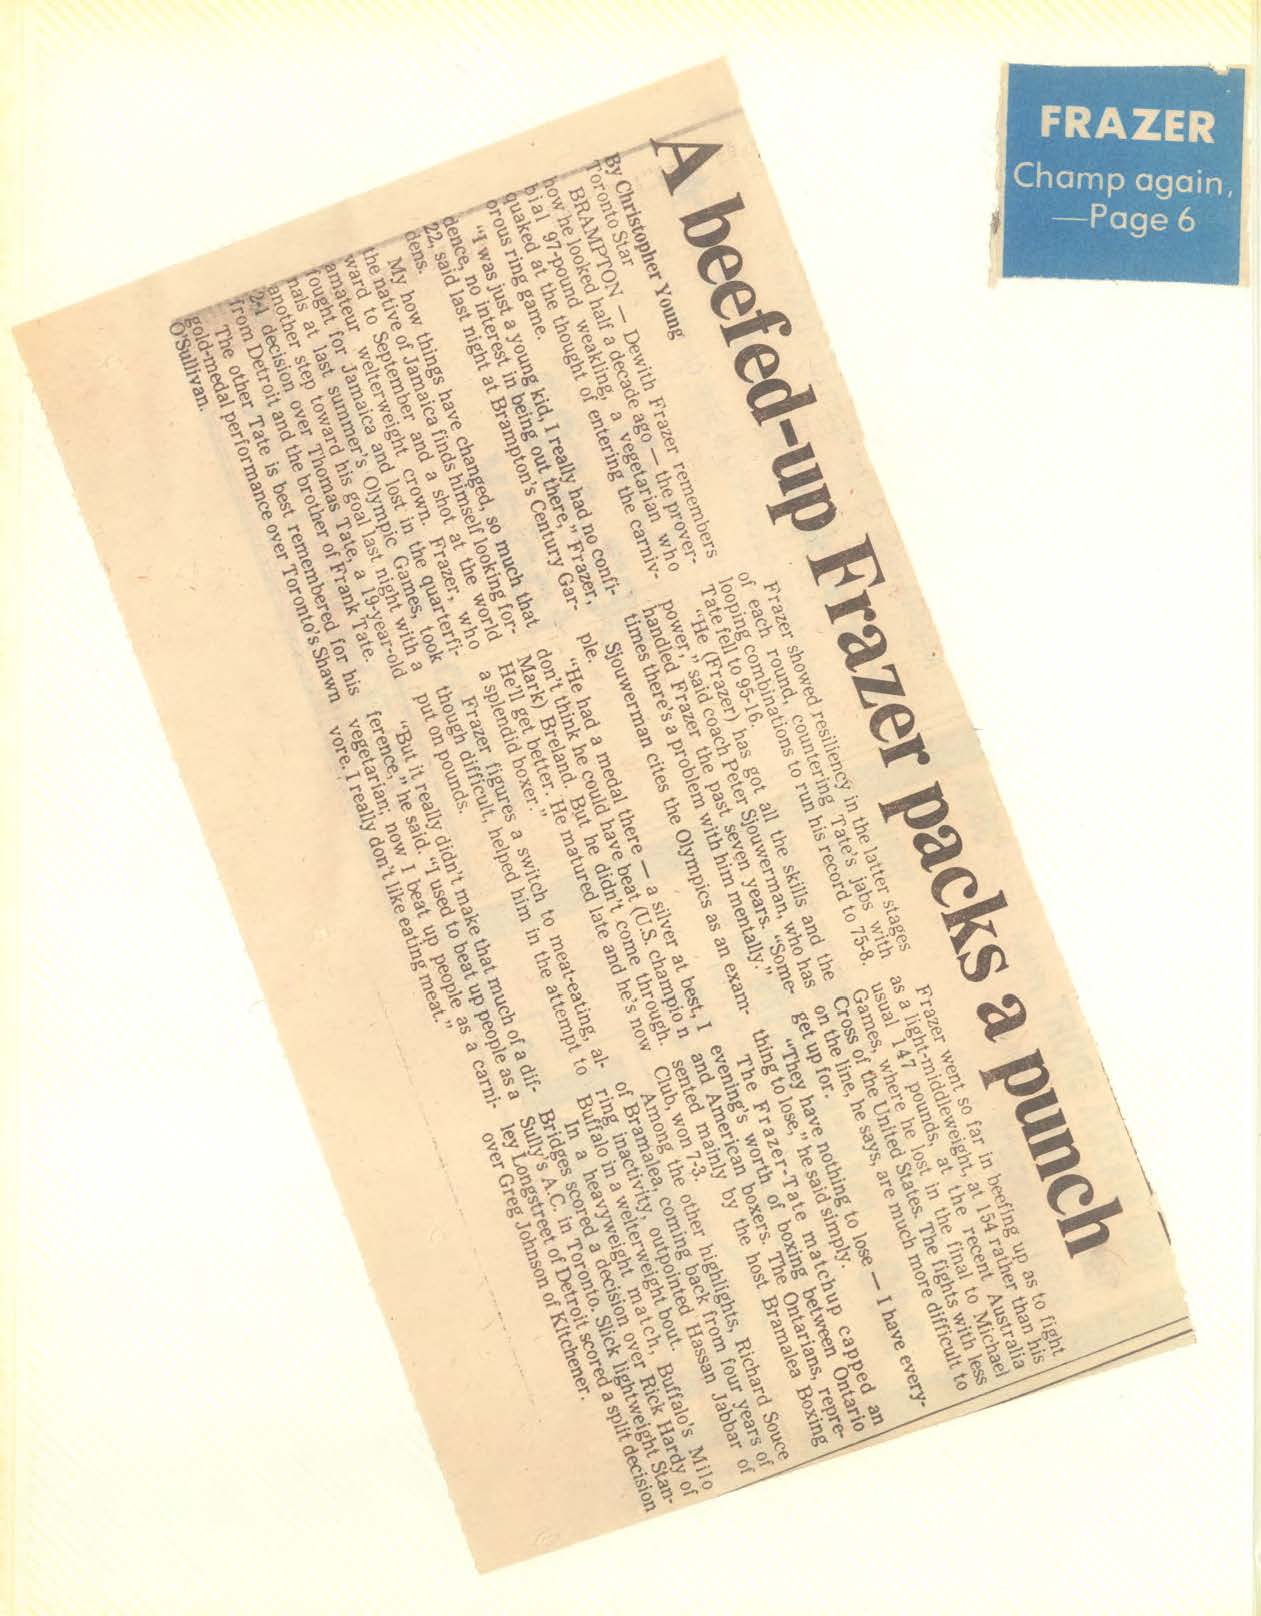 FRAZER
Champ again,
—Page 6
A beefed-up Frazer packs a punch
By Christopher Young
Toronto Star
BRAMPTON — Dewith Frazer remembers
how he looked half a decade ago — the prover-
bial 97-pound weakling, a vegetarian who
quaked at the thought of entering the carniv-
orous ring game.
"I was just a young kid, I really had no confi-
dence, no interest in being out there," Frazer,
22, said last night at Brampton's Century Gar-
dens.
My how things have changed, so much that
the native of Jamaica finds himself looking for-
ward to September and a shot at the world
amateur welterweight crown. Frazer, who
fought for Jamaica and lost in the quarterfi-
nals at last summer's Olympic Games, took
another step toward his goal last night with a
2-1 decision over Thomas Tate, a 19-year-old
from Detroit and the brother of Frank Tate.
The other Tate is best remembered for his
gold-medal performance over Toronto's Shawn
O'Sullivan.
Frazer showed resiliency in the latter stages
of each round, countering Tate's jabs with
looping combinations to run his record to 75-8.
Tate fell to 95-16.
"He (Frazer) has got all the skills and the
power," said coach Peter Sjouwerman, who has
handled Frazer the past seven years. "Some-
times there's a problem with him mentally."
Sjouwerman cites the Olympics as an exam-
ple.
"He had a medal there — a silver at best, I
don't think he could have beat (U.S. champion
Mark) Breland. But he didn't come through.
He'll get better. He matured late and he's now
a splendid boxer."
Frazer figures a switch to meat-eating, al-
though difficult, helped him in the attempt to
put on pounds.
"But it really didn't make that much of a dif-
ference," he said. "I used to beat up people as a
vegetarian; now I beat up people as a carni-
vore. I really don't like eating meat."
Frazer went so far in beefing up as to fight
as a light-middleweight, at 154 rather than his
usual 147 pounds, at the recent Australia
Games, where he lost in the final to Michael
Cross of the United States. The fights with less
on the line, he says, are much more difficult to
get up for.
"They have nothing to lose — I have every-
thing to lose," he said simply.
The Frazer-Tate matchup capped an
evening's worth of boxing between Ontario
and American boxers. The Ontarians, repre-
sented mainly by the host Bramalea Boxing
Club, won 7-3.
Among the other highlights, Richard Souce
of Bramalea, coming back from four years of
ring inactivity, outpointed Hassan Jabbar of
Buffalo in a welterweight bout.
In a heavyweight match, Buffalo's Milo
Bridges scored a decision over Rick Hardy of
Sully's A.C. in Toronto. Slick lightweight Stan-
ley Longstreet of Detroit scored a split decision
over Greg Johnson of Kitchener.